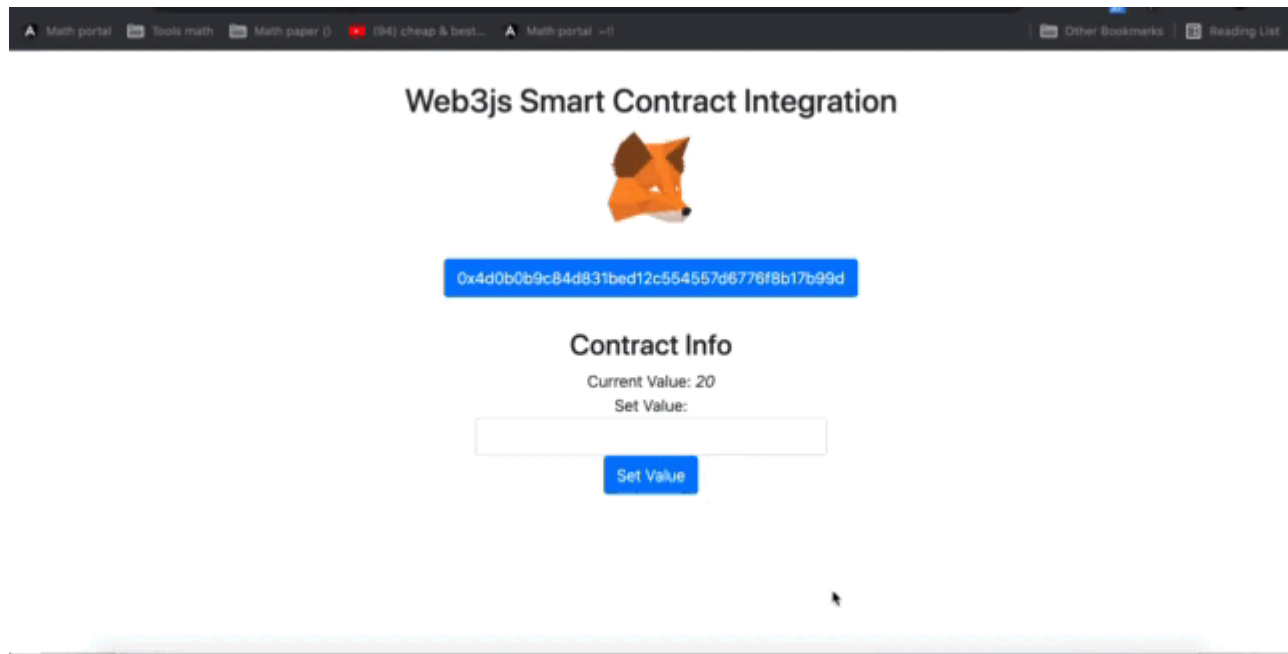 Math portal Tools math Math paper () (94) cheap & best... Math portal ~!! Other Bookmarks Reading List
Web3js Smart Contract Integration
0x4d0b0b9c84d831bed12c554557d6776f8b17b99d
Contract Info
Current Value: 20
Set Value:
Set Value